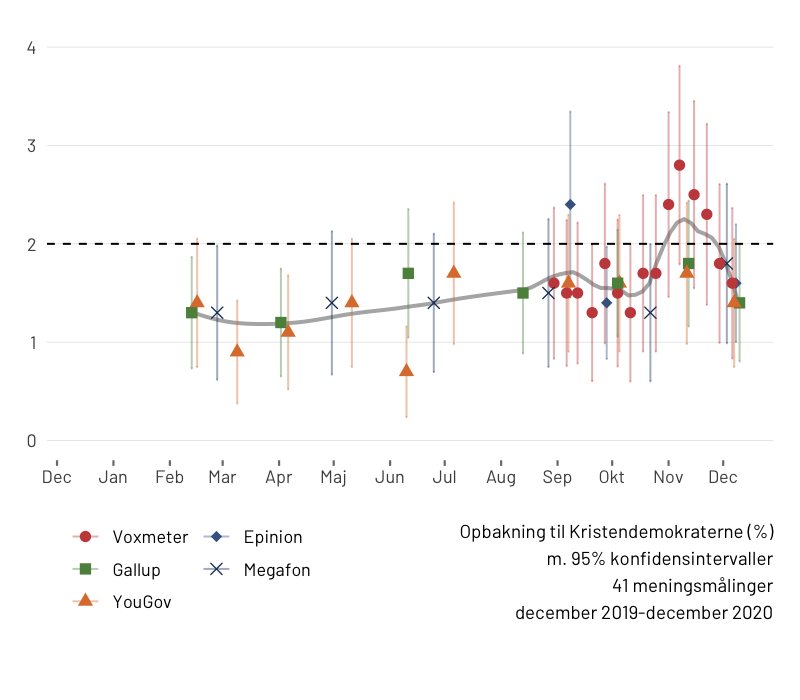 4
3
2
1
0
Dec Jan Feb Mar Apr Maj Jun Jul Aug Sep Okt Nov Dec
Voxmeter Epinion
Gallup Megafon
YouGov
Opbakning til Kristendemokraterne (%)
m. 95% konfidensintervaller
41 meningsmålinger
december 2019-december 2020